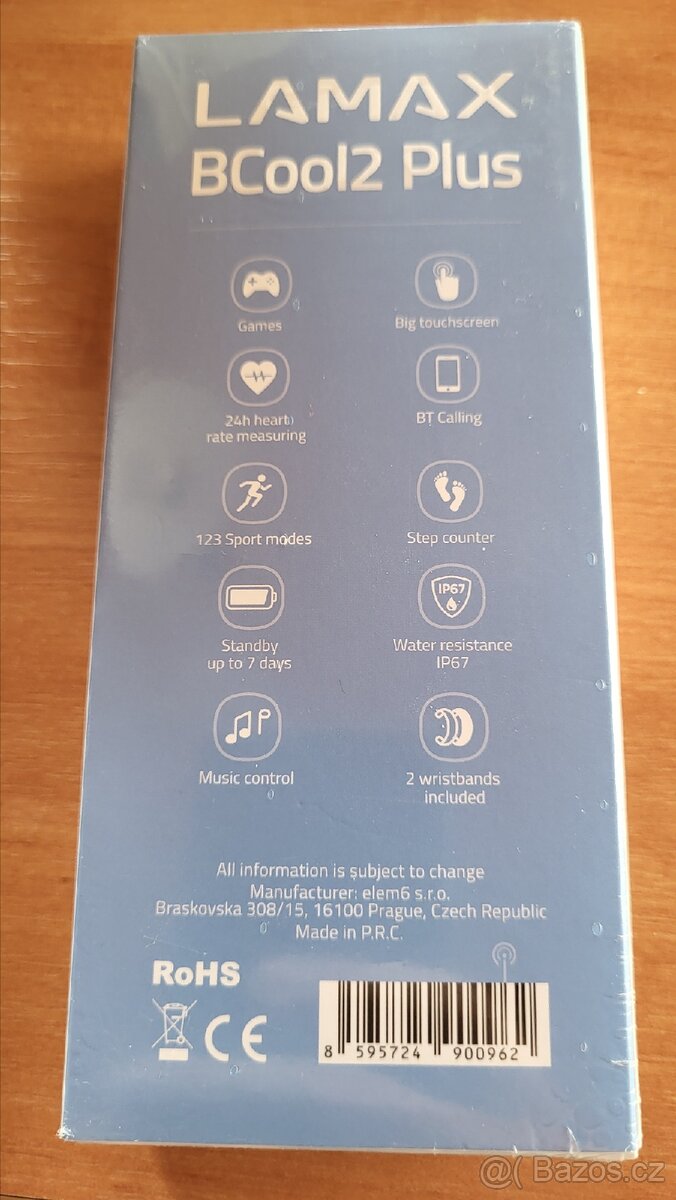 LAMAX
BCool2 Plus
Games
Big touchscreen
24h heart
rate measuring
BT Calling
123 Sport modes
Step counter
IP67
Standby
up to 7 days
Water resistance
IP67
Music control
2 wristbands
included
All information is subject to change
Manufacturer: elem6 s.r.o.
Braskovska 308/15, 16100 Prague, Czech Republic
Made in P.R.C.
RoHS
CE
8 595724 900962
@( Bazos.cz